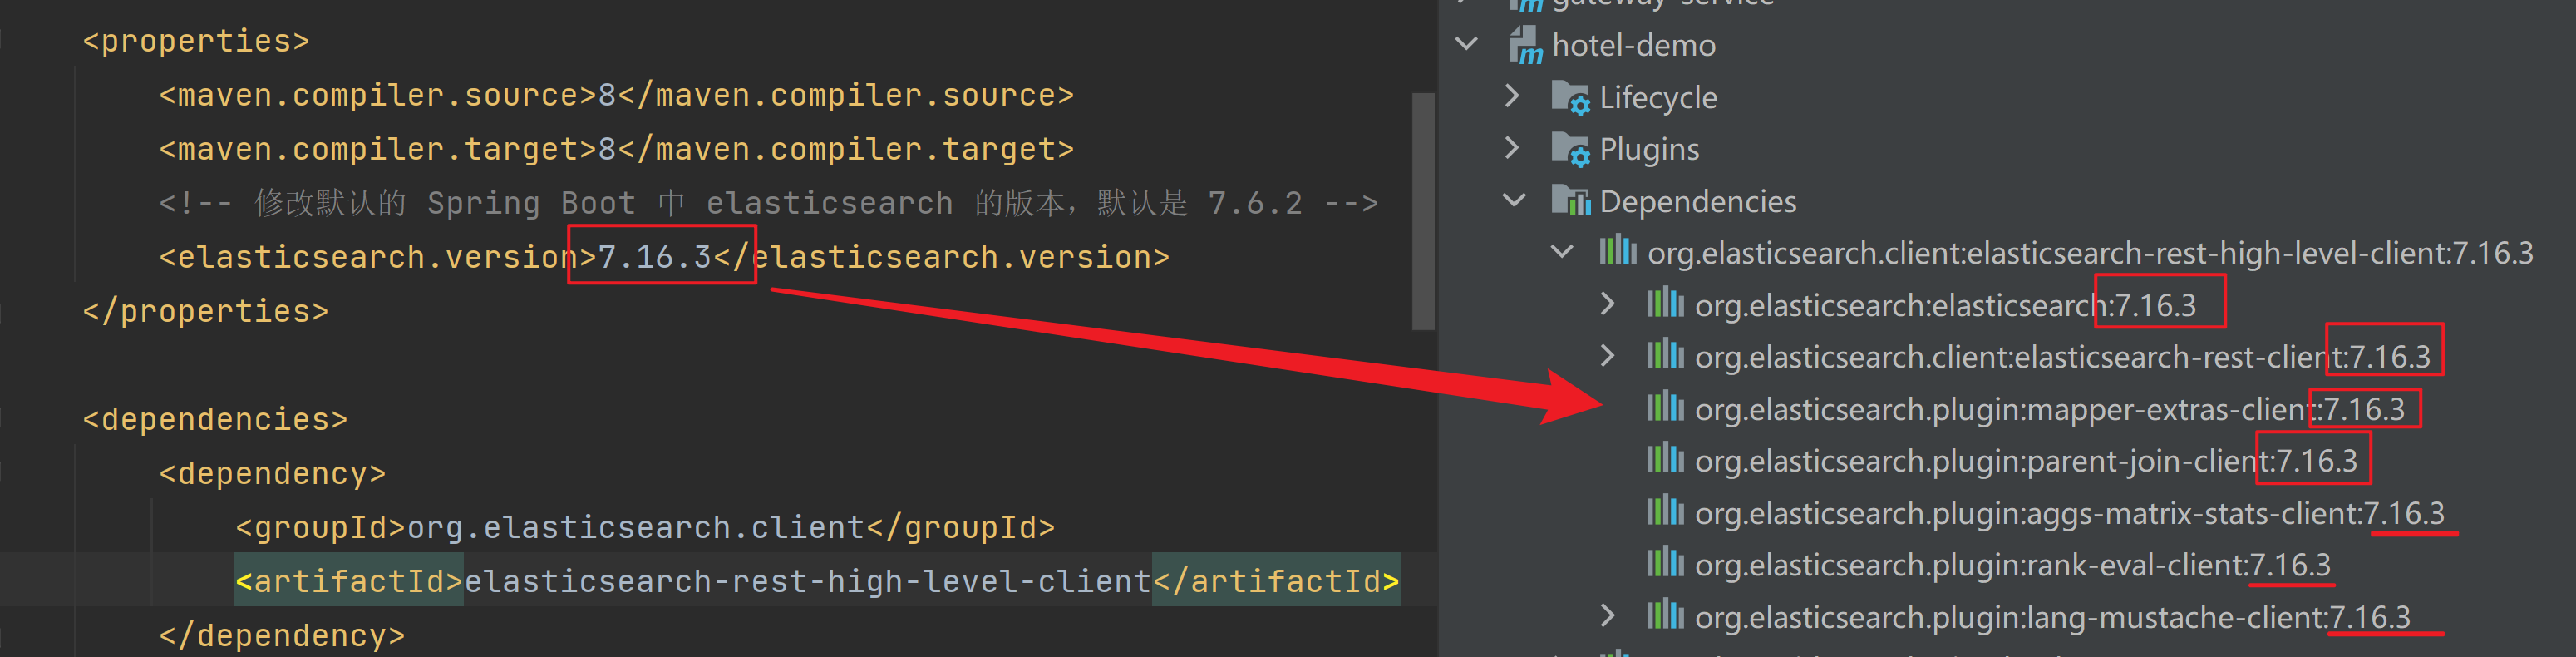 <properties>
<maven.compiler.source>8</maven.compiler.source>
<maven.compiler.target>8</maven.compiler.target>
<!-- 修改默认的 Spring Boot 中 elasticsearch 的版本，默认是 7.6.2 -->
<elasticsearch.version>7.16.3</elasticsearch.version>
</properties>
<dependencies>
<dependency>
<groupId>org.elasticsearch.client</groupId>
<artifactId>elasticsearch-rest-high-level-client</artifactId>
</dependency>
gateway-service
hotel-demo
Lifecycle
Plugins
Dependencies
org.elasticsearch.client:elasticsearch-rest-high-level-client:7.16.3
org.elasticsearch:elasticsearch:7.16.3
org.elasticsearch.client:elasticsearch-rest-client:7.16.3
org.elasticsearch.plugin:mapper-extras-client:7.16.3
org.elasticsearch.plugin:parent-join-client:7.16.3
org.elasticsearch.plugin:aggs-matrix-stats-client:7.16.3
org.elasticsearch.plugin:rank-eval-client:7.16.3
org.elasticsearch.plugin:lang-mustache-client:7.16.3